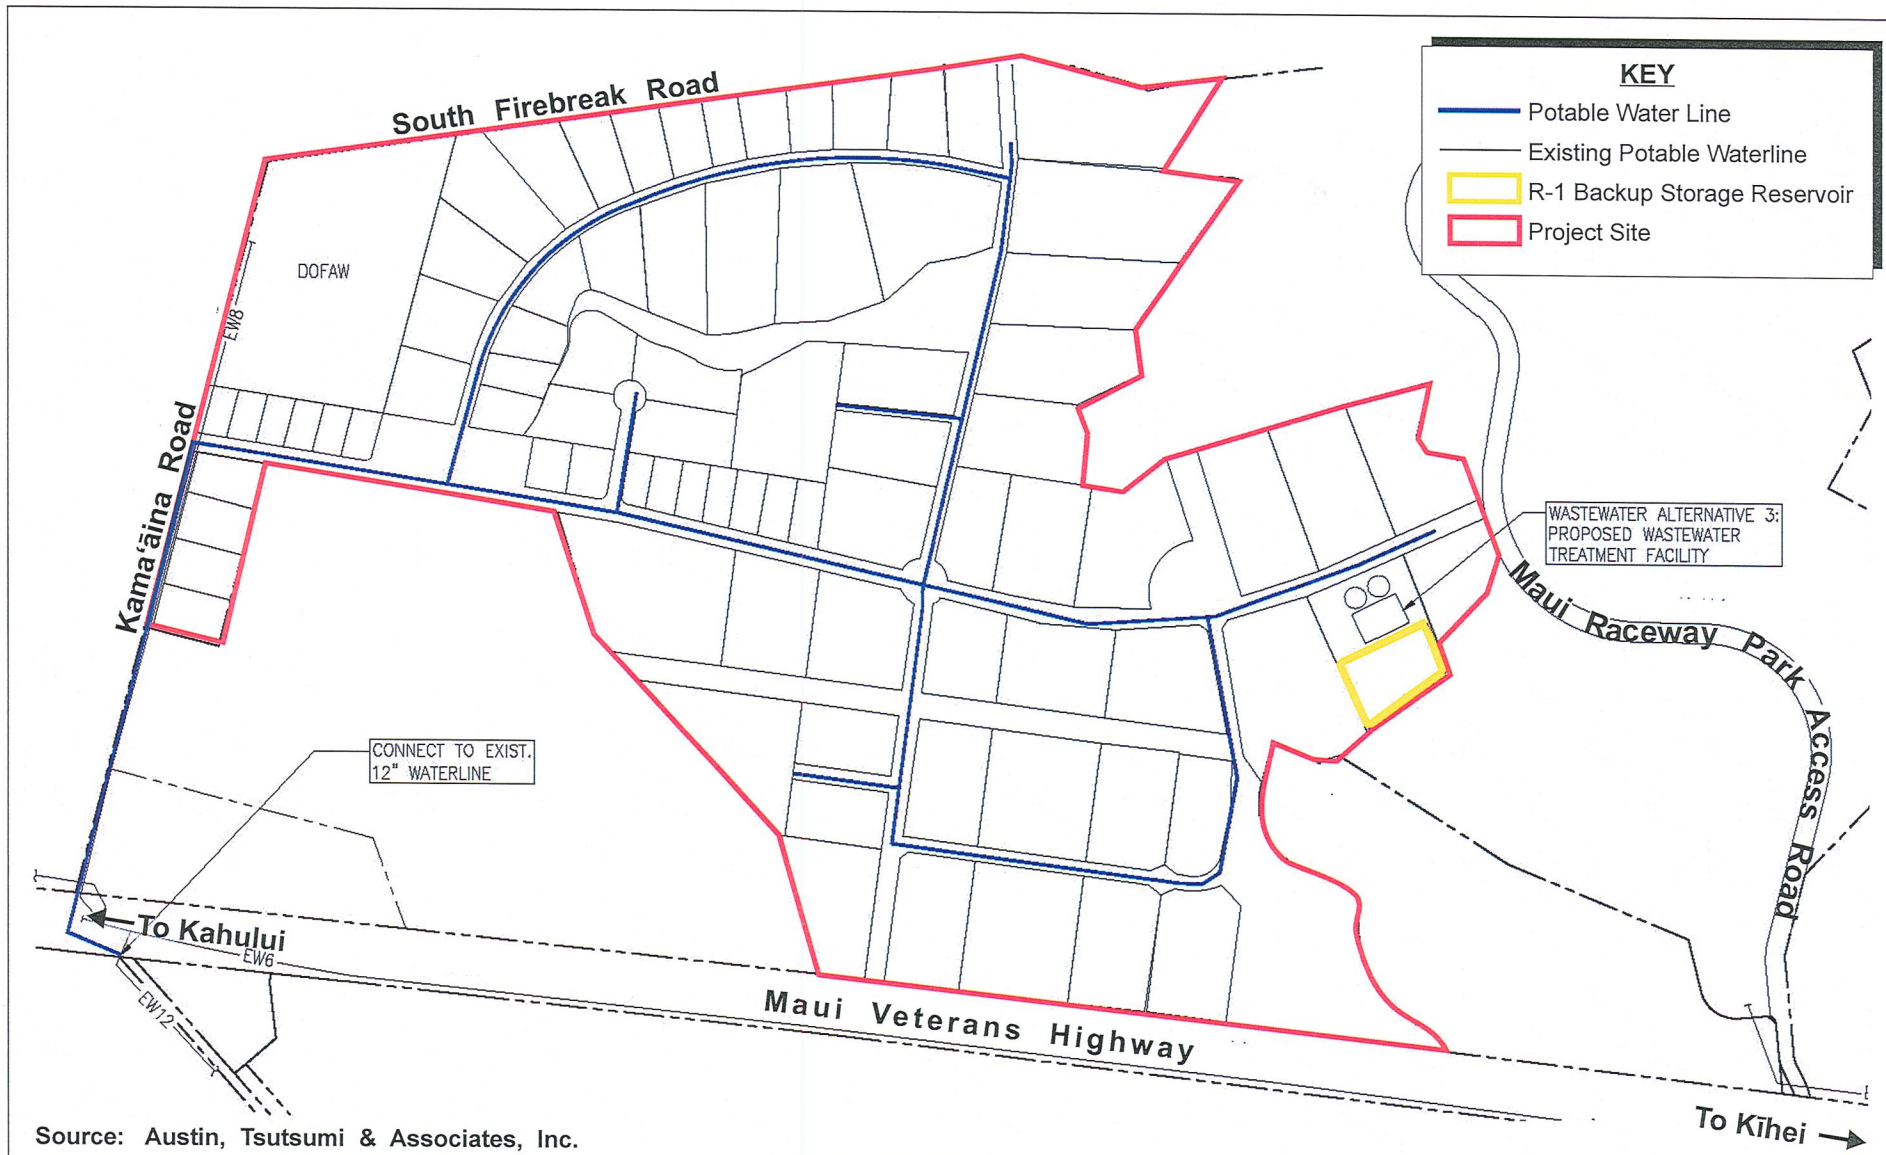 South Firebreak Road
KEY
Potable Water Line
Existing Potable Waterline
R-1 Backup Storage Reservoir
Project Site
DOFAW
EW8
Kama‘āina Road
WASTEWATER ALTERNATIVE 3:
PROPOSED WASTEWATER
TREATMENT FACILITY
Maui Raceway Park Access Road
CONNECT TO EXIST.
12" WATERLINE
To Kahului
EW6
EW12
Maui Veterans Highway
To Kīhei
Source: Austin, Tsutsumi & Associates, Inc.